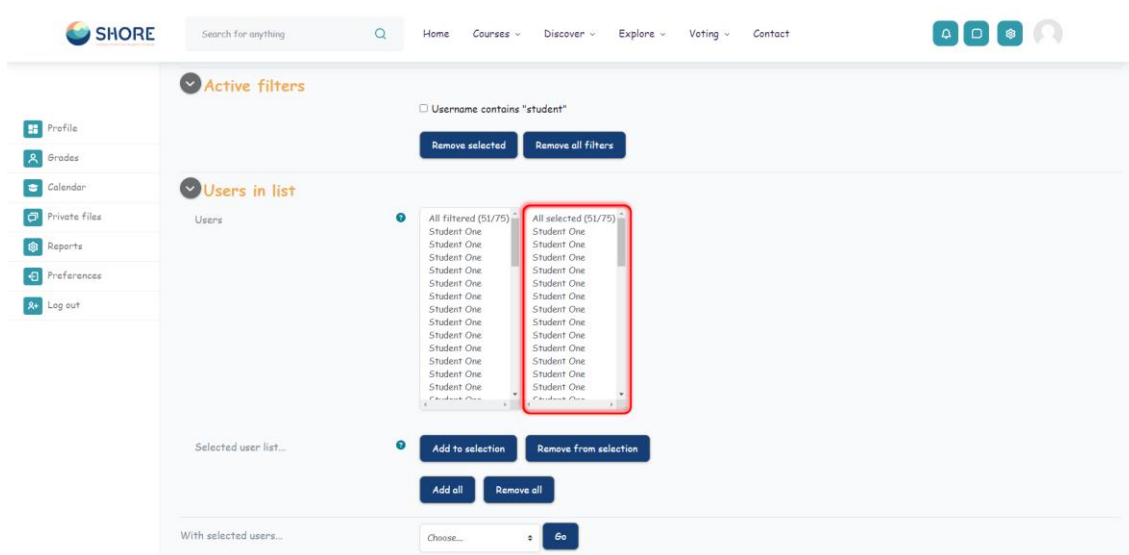 SHORE
Search for anything
Home Courses Discover Explore Voting Contact
Active filters
Username contains "student"
Remove selected Remove all filters
Profile
Grades
Calendar
Private files
Reports
Preferences
Log out
Users in list
Users
All filtered (51/75)
Student One
Student One
Student One
Student One
Student One
Student One
Student One
Student One
Student One
Student One
Student One
Student One
Student One
Student One
All selected (51/75)
Student One
Student One
Student One
Student One
Student One
Student One
Student One
Student One
Student One
Student One
Student One
Student One
Student One
Student One
Selected user list...
Add to selection Remove from selection
Add all Remove all
With selected users...
Choose... Go